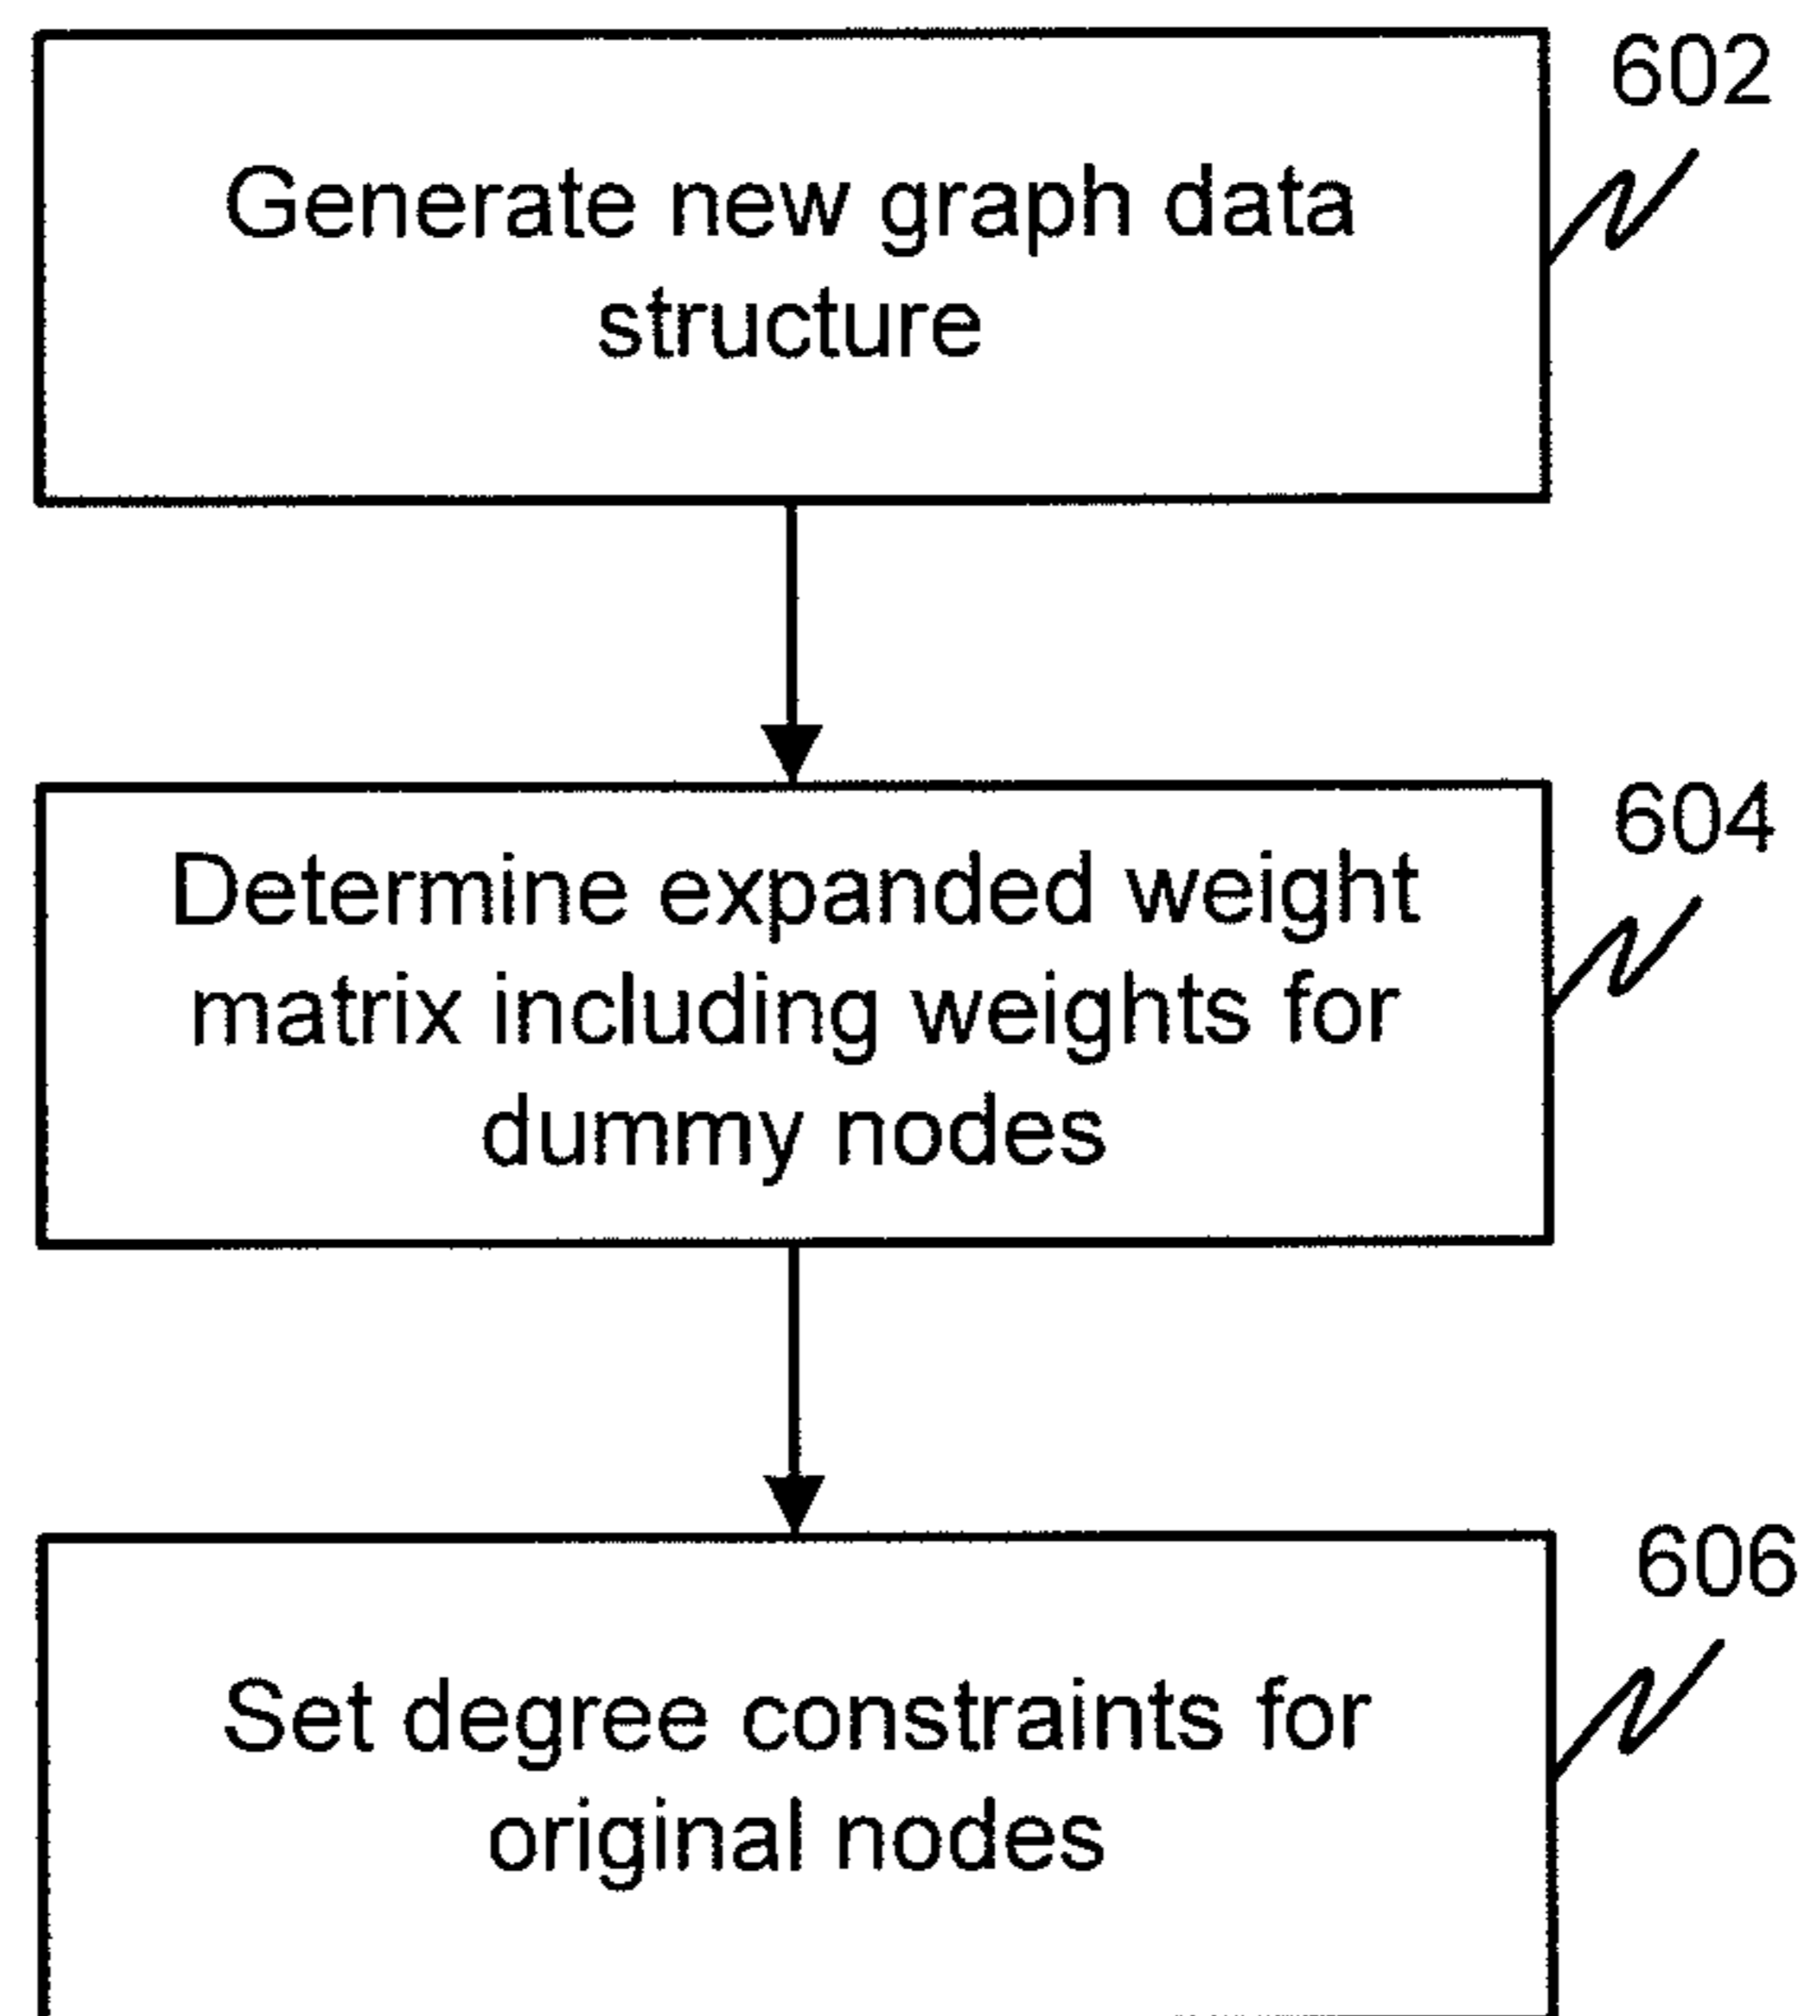 602
Generate new graph data
structure
604
Determine expanded weight
matrix including weights for
dummy nodes
606
Set degree constraints for
original nodes